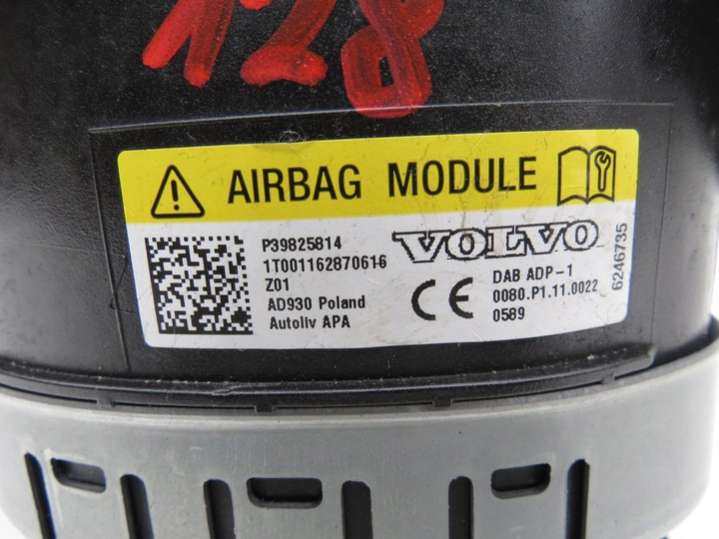 128
AIRBAG MODULE
P39825814
1T001162870616
Z01
AD930 Poland
Autoliv APA
VOLVO
CE
DAB ADP-1
0080.P1.11.0022
0589
6246735